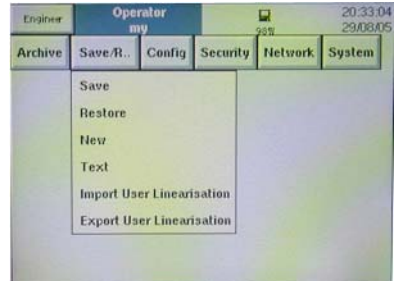 Engineer
Operator
my
98%
20:33:04
29/08/05
Archive Save/R.. Config Security Network System
Save
Restore
New
Text
Import User Linearisation
Export User Linearisation